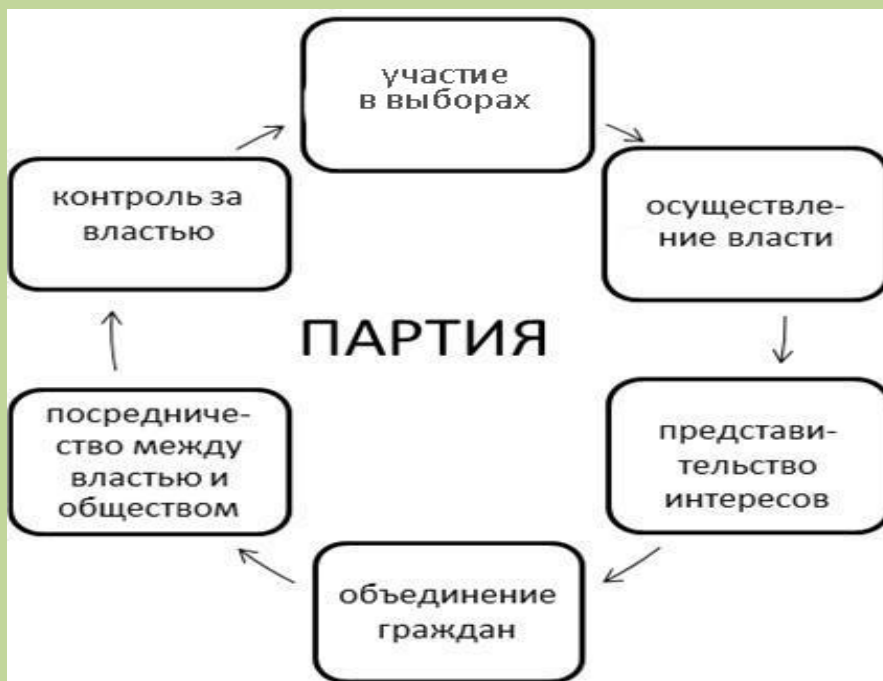 участие
в выборах
осуществле-
ние власти
представи-
тельство
интересов
объединение
граждан
посредниче-
ство между
властью и
обществом
контроль за
властью
ПАРТИЯ